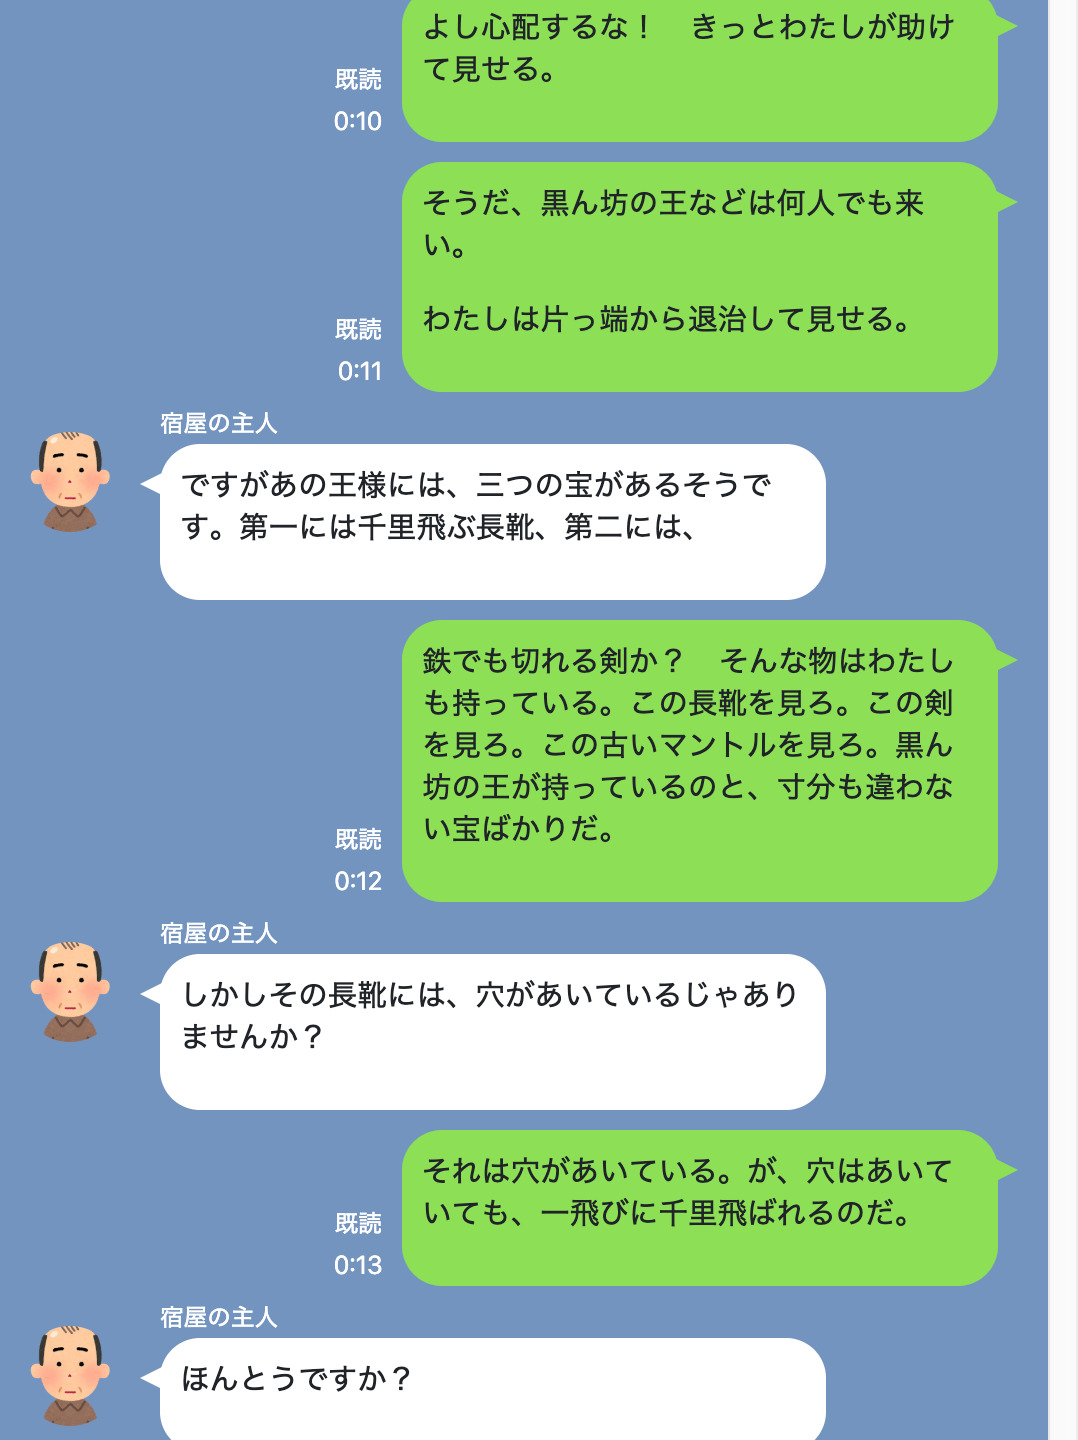 よし心配するな！　きっとわたしが助け
て見せる。
既読
0:10
そうだ、黒ん坊の王などは何人でも来
い。
わたしは片っ端から退治して見せる。
既読
0:11
宿屋の主人
ですがあの王様には、三つの宝があるそうで
す。第一には千里飛ぶ長靴、第二には、
鉄でも切れる剣か？　そんな物はわたし
も持っている。この長靴を見ろ。この剣
を見ろ。この古いマントルを見ろ。黒ん
坊の王が持っているのと、寸分も違わな
い宝ばかりだ。
既読
0:12
宿屋の主人
しかしその長靴には、穴があいているじゃあり
ませんか？
それは穴があいている。が、穴はあいて
いても、一飛びに千里飛ばれるのだ。
既読
0:13
宿屋の主人
ほんとうですか？